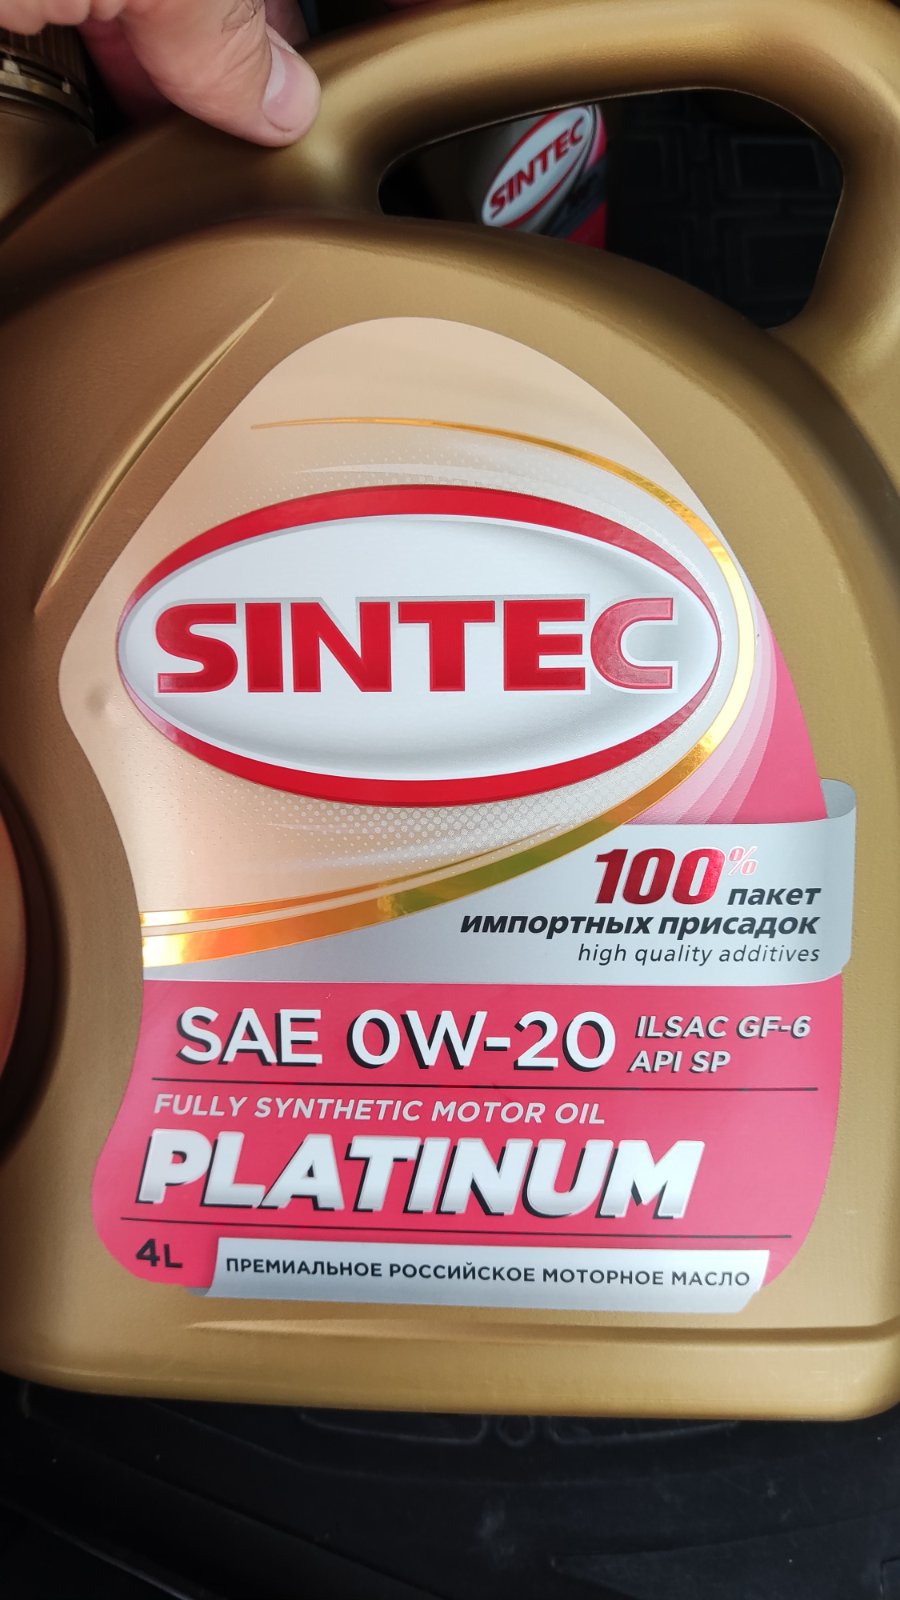 SINTEC
SINTEC
100%
пакет
импортных присадок
high quality additives
SAE 0W-20
ILSAC GF-6
API SP
FULLY SYNTHETIC MOTOR OIL
PLATINUM
4L
ПРЕМИАЛЬНОЕ РОССИЙСКОЕ МОТОРНОЕ МАСЛО